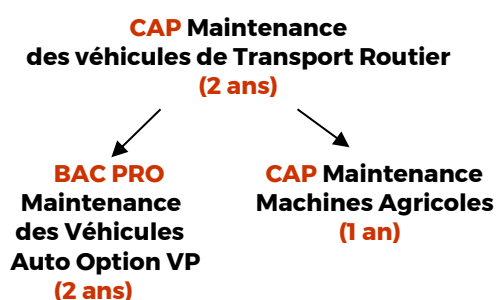 CAP Maintenance
des véhicules de Transport Routier
(2 ans)
BAC PRO
Maintenance
des Véhicules
Auto Option VP
(2 ans)
CAP Maintenance
Machines Agricoles
(1 an)